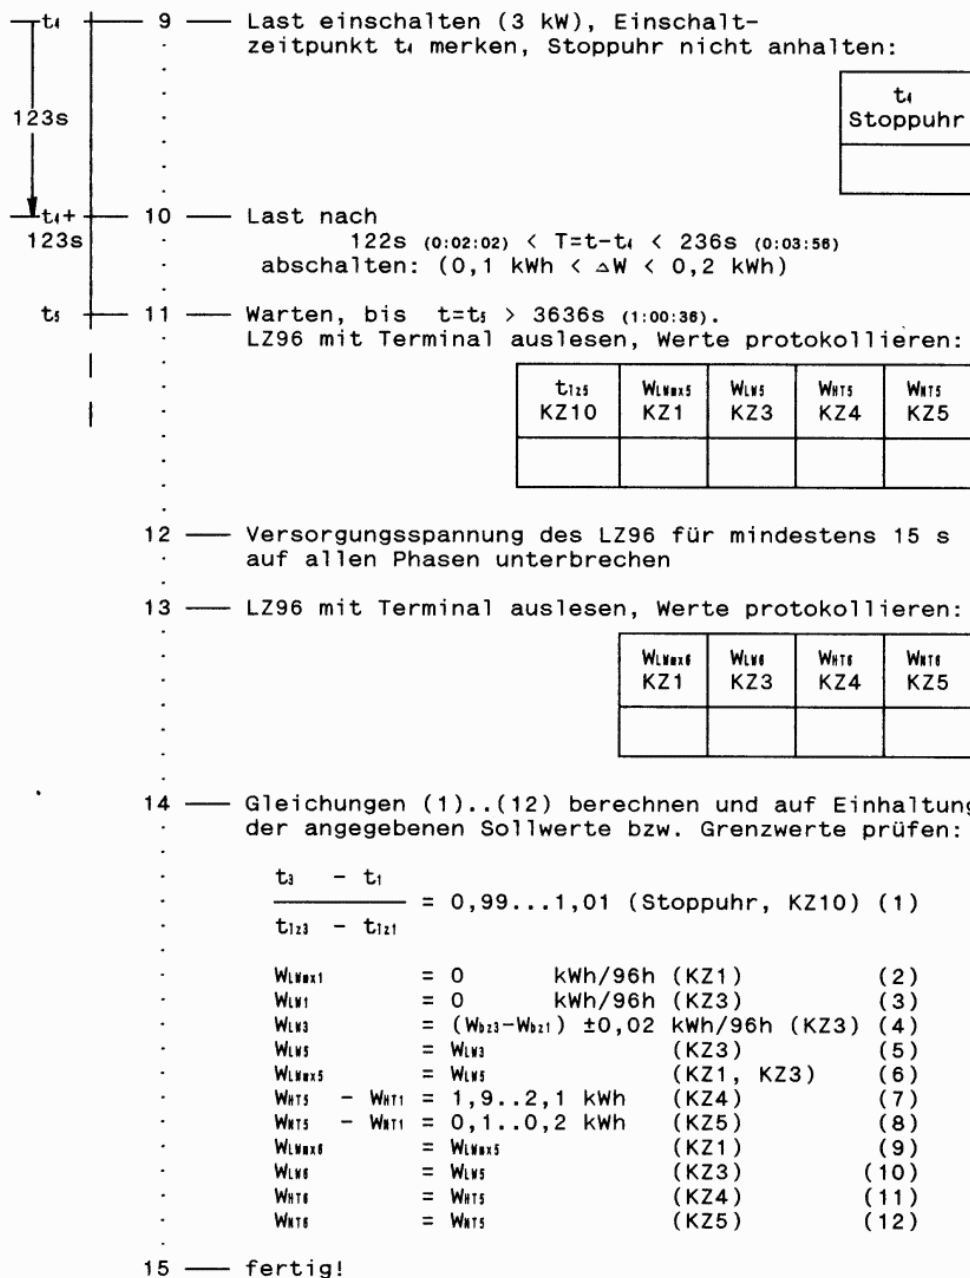 t₄ 9 Last einschalten (3 kW), Einschalt-
zeitpunkt t₄ merken, Stoppuhr nicht anhalten:
t₄
Stoppuhr
123s
t₄+ 10 Last nach
123s 122s (0:02:02) < T=t-t₄ < 236s (0:03:56)
abschalten: (0,1 kWh < △W < 0,2 kWh)
t₅ 11 Warten, bis t=t₅ > 3636s (1:00:36).
LZ96 mit Terminal auslesen, Werte protokollieren:
tlz5 WLWmx5 WLW5 WHT5 WNT5
KZ10 KZ1 KZ3 KZ4 KZ5
12 Versorgungsspannung des LZ96 für mindestens 15 s
auf allen Phasen unterbrechen
13 LZ96 mit Terminal auslesen, Werte protokollieren:
WLWmx6 WLW6 WHT6 WNT6
KZ1 KZ3 KZ4 KZ5
14 Gleichungen (1)..(12) berechnen und auf Einhaltung
der angegebenen Sollwerte bzw. Grenzwerte prüfen:
t₃ - t₁
= 0,99...1,01 (Stoppuhr, KZ10) (1)
tlz3 - tlz1
WLWmx1 = 0 kWh/96h (KZ1) (2)
WLW1 = 0 kWh/96h (KZ3) (3)
WLW3 = (Wbz3-Wbz1) ±0,02 kWh/96h (KZ3) (4)
WLW5 = WLW3 (KZ3) (5)
WLWmx5 = WLW5 (KZ1, KZ3) (6)
WHT5 - WHT1 = 1,9..2,1 kWh (KZ4) (7)
WNT5 - WNT1 = 0,1..0,2 kWh (KZ5) (8)
WLWmx6 = WLWmx5 (KZ1) (9)
WLW6 = WLW5 (KZ3) (10)
WHT6 = WHT5 (KZ4) (11)
WNT6 = WNT5 (KZ5) (12)
15 fertig!